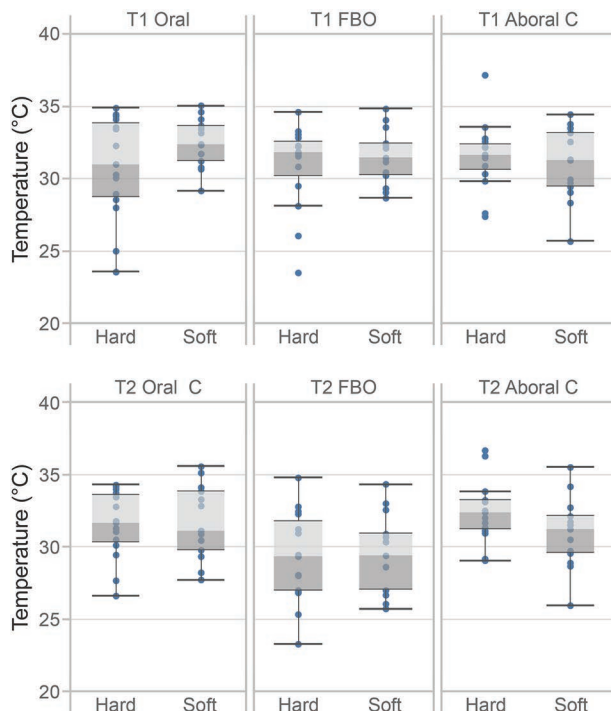 T1 Oral T1 FBO T1 Aboral C
Temperature (°C)
40
35
30
25
20
Hard Soft Hard Soft Hard Soft
T2 Oral C T2 FBO T2 Aboral C
Temperature (°C)
40
35
30
25
20
Hard Soft Hard Soft Hard Soft